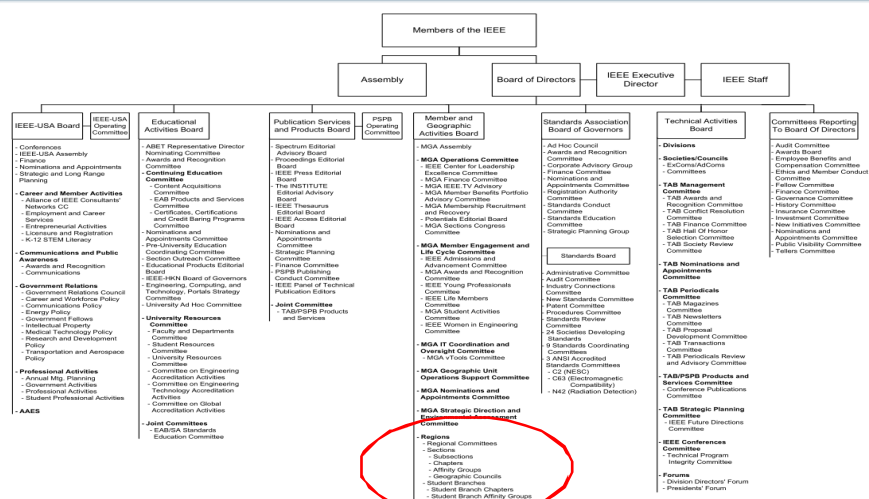 Members of the IEEE
Assembly
Board of Directors
IEEE Executive
Director
IEEE Staff
IEEE-USA Board
IEEE-USA
Operating
Committee
- Conferences
- IEEE-USA Assembly
- Finance
- Nominations and Appointments
- Strategic and Long Range
Planning
- Career and Member Activities
- Alliance of IEEE Consultants'
Networks CC
- Employment and Career
Services
- Entrepreneurial Activities
- Licensure and Registration
- K-12 STEM Literacy
- Communications and Public
Awareness
- Awards and Recognition
- Communications
- Government Relations
- Government Relations Council
- Career and Workforce Policy
- Communications Policy
- Energy Policy
- Government Fellows
- Intellectual Property
- Medical Technology Policy
- Research and Development
Policy
- Transportation and Aerospace
Policy
- Professional Activities
- Annual Mtg. Planning
- Government Activities
- Professional Activities
- Student Professional Activities
- AAES
Educational
Activities Board
- ABET Representative Director
Nominating Committee
- Awards and Recognition
Committee
- Continuing Education
Committee
- Content Acquisitions
Committee
- EAB Products and Services
Committee
- Certificates, Certifications
and Credit Baring Programs
Committee
- Nominations and
Appointments Committee
- Pre-University Education
Coordinating Committee
- Section Outreach Committee
- Educational Products Editorial
Board
- IEEE-HKN Board of Governors
- Engineering, Computing, and
Technology, Portals Strategy
Committee
- University Ad Hoc Committee
- University Resources
Committee
- Faculty and Departments
Committee
- Student Resources
Committee
- University Resources
Committee
- Committee on Engineering
Accreditation Activities
- Committee on Engineering
Technology Accreditation
Activities
- Committee on Global
Accreditation Activities
- Joint Committees
- EAB/SA Standards
Education Committee
Publication Services
and Products Board
PSPB
Operating
Committee
- Spectrum Editorial
Advisory Board
- Proceedings Editorial
Board
- IEEE Press Editorial
Board
- The INSTITUTE
Editorial Advisory
Board
- IEEE Thesaurus
Editorial Board
- IEEE Access Editorial
Board
- Nominations and
Appointments
Committee
- Strategic Planning
Committee
- Finance Committee
- PSPB Publishing
Conduct Committee
- IEEE Panel of Technical
Publication Editors
- Joint Committee
- TAB/PSPB Products
and Services
Member and
Geographic
Activities Board
- MGA Assembly
- MGA Operations Committee
- IEEE Center for Leadership
Excellence Committee
- MGA Finance Committee
- MGA IEEE.TV Advisory
- MGA Member Benefits Portfolio
Advisory Committee
- MGA Membership Recruitment
and Recovery
- Potentials Editorial Board
- MGA Sections Congress
Committee
- MGA Member Engagement and
Life Cycle Committee
- IEEE Admissions and
Advancement Committee
- MGA Awards and Recognition
Committee
- IEEE Young Professionals
Committee
- IEEE Life Members
Committee
- MGA Student Activities
Committee
- IEEE Women in Engineering
Committee
- MGA IT Coordination and
Oversight Committee
- MGA vTools Committee
- MGA Geographic Unit
Operations Support Committee
- MGA Nominations and
Appointments Committee
- MGA Strategic Direction and
Environmental Assessment
Committee
- Regions
- Regional Committees
- Sections
- Subsections
- Chapters
- Affinity Groups
- Geographic Councils
- Student Branches
- Student Branch Chapters
- Student Branch Affinity Groups
Standards Association
Board of Governors
- Ad Hoc Council
- Awards and Recognition
Committee
- Corporate Advisory Group
- Finance Committee
- Nominations and
Appointments Committee
- Registration Authority
Committee
- Standards Conduct
Committee
- Standards Education
Committee
- Strategic Planning Group
Standards Board
- Administrative Committee
- Audit Committee
- Industry Connections
Committee
- New Standards Committee
- Patent Committee
- Procedures Committee
- Standards Review
Committee
- 24 Societies Developing
Standards
- 9 Standards Coordinating
Committees
- 3 ANSI Accredited
Standards Committees
- C2 (NESC)
- C63 (Electromagnetic
Compatibility)
- N42 (Radiation Detection)
Technical Activities
Board
- Divisions
- Societies/Councils
- ExComs/AdComs
- Committees
- TAB Management
Committee
- TAB Awards and
Recognition Committee
- TAB Conflict Resolution
Committee
- TAB Finance Committee
- TAB Hall Of Honor
Selection Committee
- TAB Society Review
Committee
- TAB Nominations and
Appointments
Committee
- TAB Periodicals
Committee
- TAB Magazines
Committee
- TAB Newsletters
Committee
- TAB Proposal
Development Committee
- TAB Transactions
Committee
- TAB Periodicals Review
and Advisory Committee
- TAB/PSPB Products and
Services Committee
- Conference Publications
Committee
- TAB Strategic Planning
Committee
- IEEE Future Directions
Committee
- IEEE Conferences
Committee
- Technical Program
Integrity Committee
- Forums
- Division Directors' Forum
- Presidents' Forum
Committees Reporting
To Board Of Directors
- Audit Committee
- Awards Board
- Employee Benefits and
Compensation Committee
- Ethics and Member Conduct
Committee
- Fellow Committee
- Finance Committee
- Governance Committee
- History Committee
- Insurance Committee
- Investment Committee
- New Initiatives Committee
- Nominations and
Appointments Committee
- Public Visibility Committee
- Tellers Committee